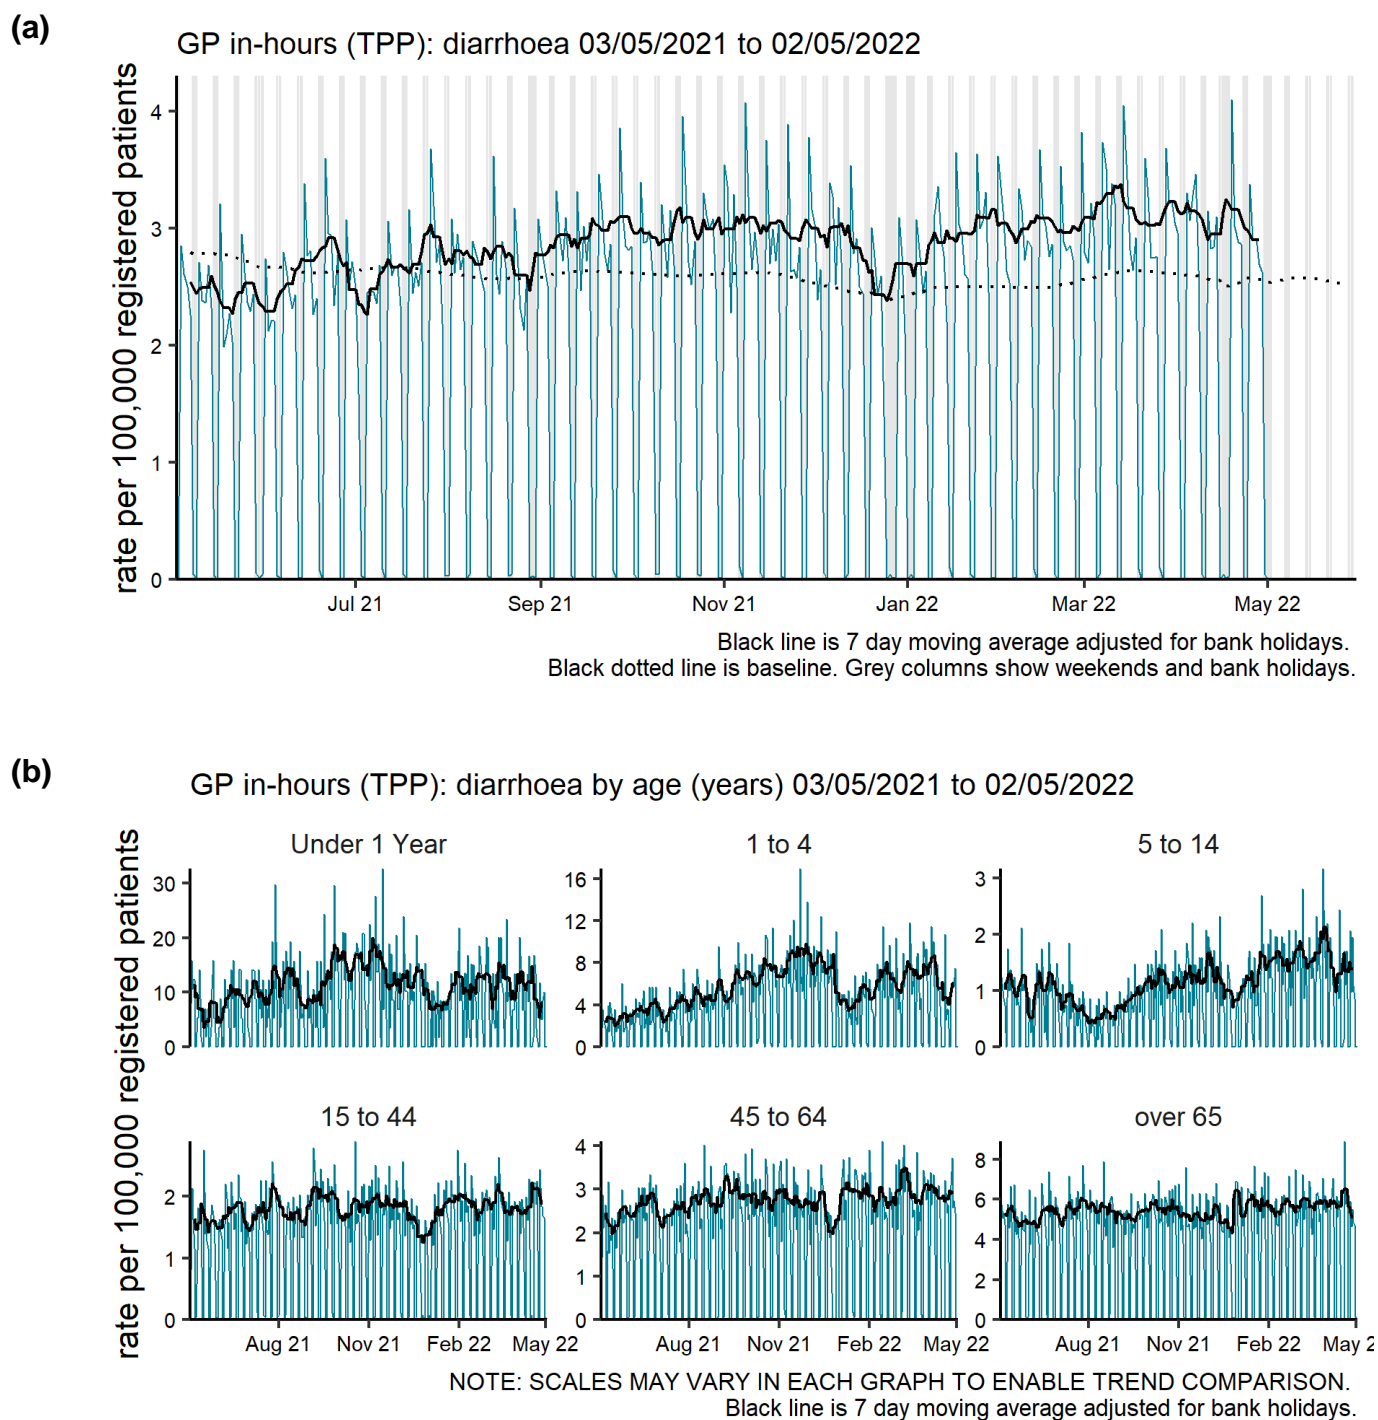 (a)
GP in-hours (TPP): diarrhoea 03/05/2021 to 02/05/2022
rate per 100,000 registered patients
4
3
2
1
0
Jul 21 Sep 21 Nov 21 Jan 22 Mar 22 May 22
Black line is 7 day moving average adjusted for bank holidays.
Black dotted line is baseline. Grey columns show weekends and bank holidays.
(b)
GP in-hours (TPP): diarrhoea by age (years) 03/05/2021 to 02/05/2022
rate per 100,000 registered patients
Under 1 Year
30
20
10
0
1 to 4
16
12
8
4
0
5 to 14
3
2
1
0
15 to 44
2
1
0
Aug 21 Nov 21 Feb 22 May 22
45 to 64
4
3
2
1
0
Aug 21 Nov 21 Feb 22 May 22
over 65
8
6
4
2
0
Aug 21 Nov 21 Feb 22 May 2
NOTE: SCALES MAY VARY IN EACH GRAPH TO ENABLE TREND COMPARISON.
Black line is 7 day moving average adjusted for bank holidays.